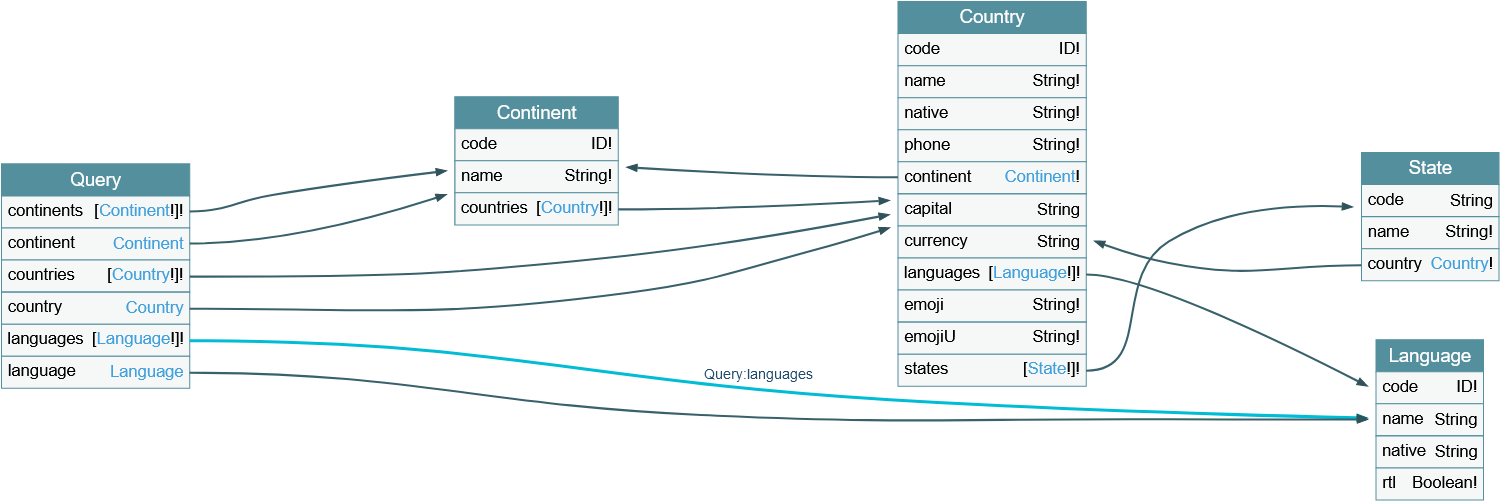 Query
continents [Continent!]!
continent Continent
countries [Country!]!
country Country
languages [Language!]!
language Language
Continent
code ID!
name String!
countries [Country!]!
Query:languages
Country
code ID!
name String!
native String!
phone String!
continent Continent!
capital String
currency String
languages [Language!]!
emoji String!
emojiU String!
states [State!]!
State
code String
name String!
country Country!
Language
code ID!
name String
native String
rtl Boolean!